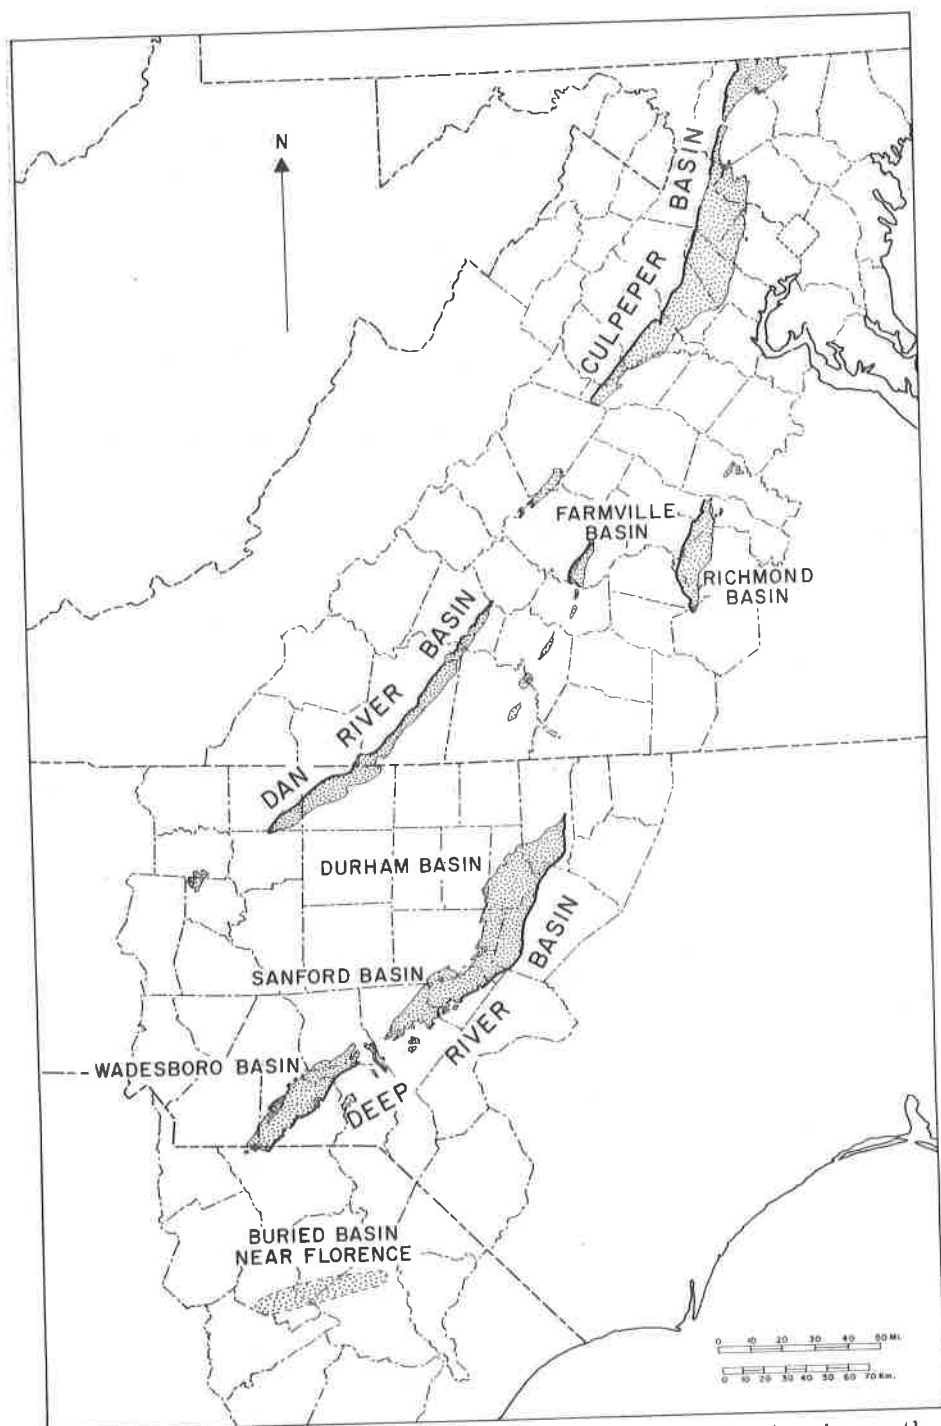 N
CULPEPER BASIN
FARMVILLE
BASIN
RICHMOND
BASIN
DAN RIVER BASIN
DURHAM BASIN
SANFORD BASIN
DEEP RIVER BASIN
WADESBORO BASIN
BURIED BASIN
NEAR FLORENCE
0 10 20 30 40 50 MI.
0 10 20 30 40 50 60 70 Km.